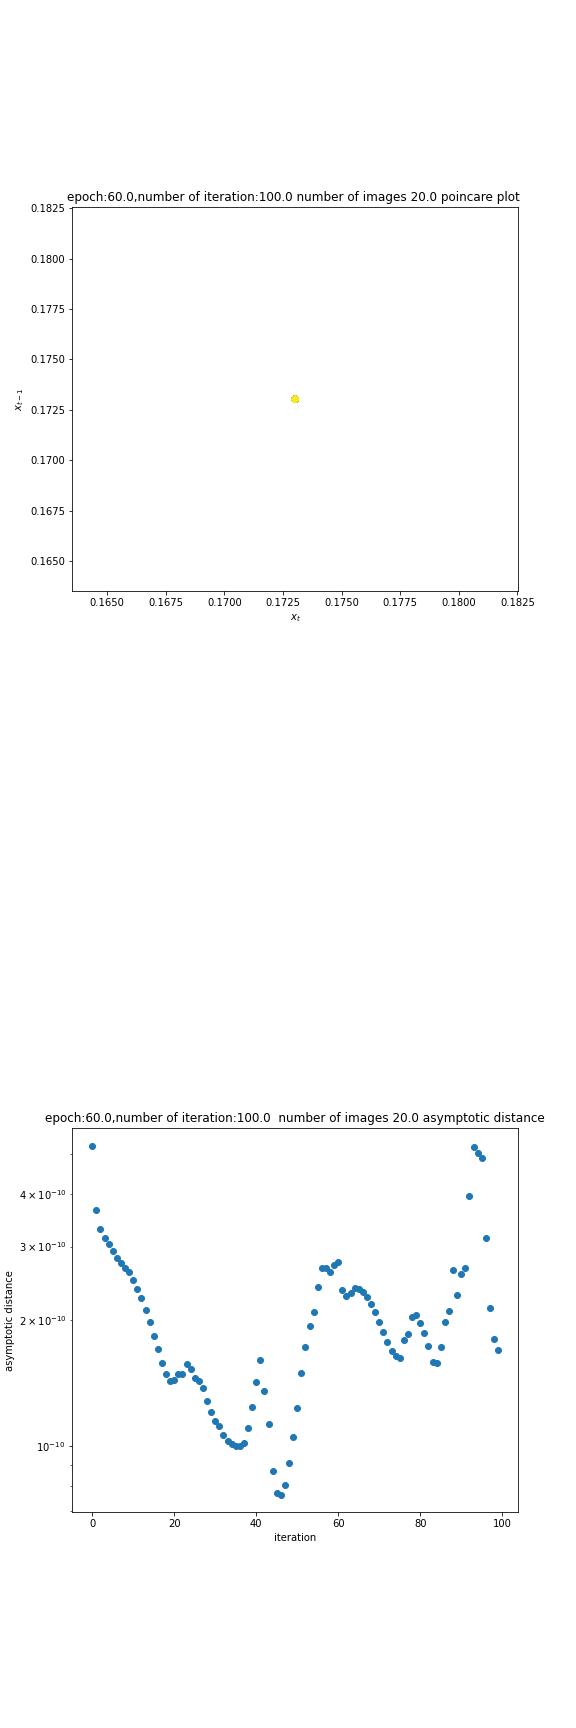 epoch:60.0,number of iteration:100.0 number of images 20.0 poincare plot
0.1825
0.1800
0.1775
0.1750
0.1725
0.1700
0.1675
0.1650
x_{t-1}
0.1650 0.1675 0.1700 0.1725 0.1750 0.1775 0.1800 0.1825
x_t
epoch:60.0,number of iteration:100.0  number of images 20.0 asymptotic distance
4 × 10^{-10}
3 × 10^{-10}
2 × 10^{-10}
10^{-10}
asymptotic distance
0 20 40 60 80 100
iteration